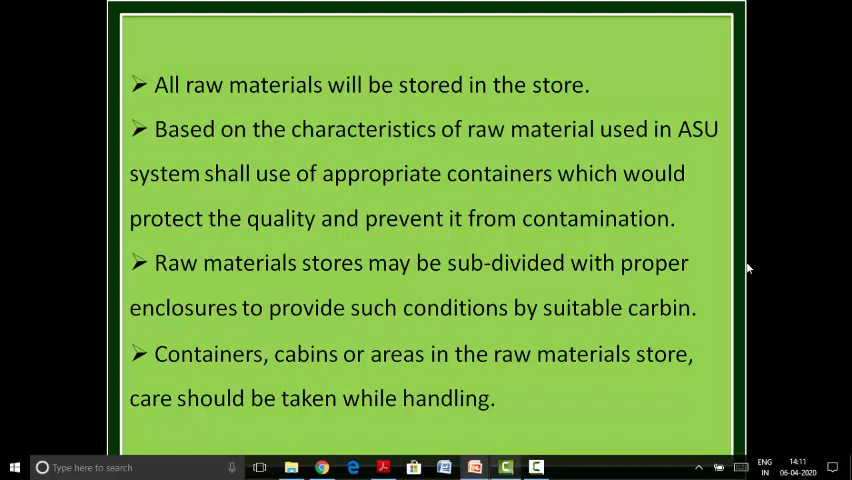 ➢ All raw materials will be stored in the store.
➢ Based on the characteristics of raw material used in ASU
system shall use of appropriate containers which would
protect the quality and prevent it from contamination.
➢ Raw materials stores may be sub-divided with proper
enclosures to provide such conditions by suitable carbin.
➢ Containers, cabins or areas in the raw materials store,
care should be taken while handling.
Type here to search
ENG
IN
14:11
06-04-2020